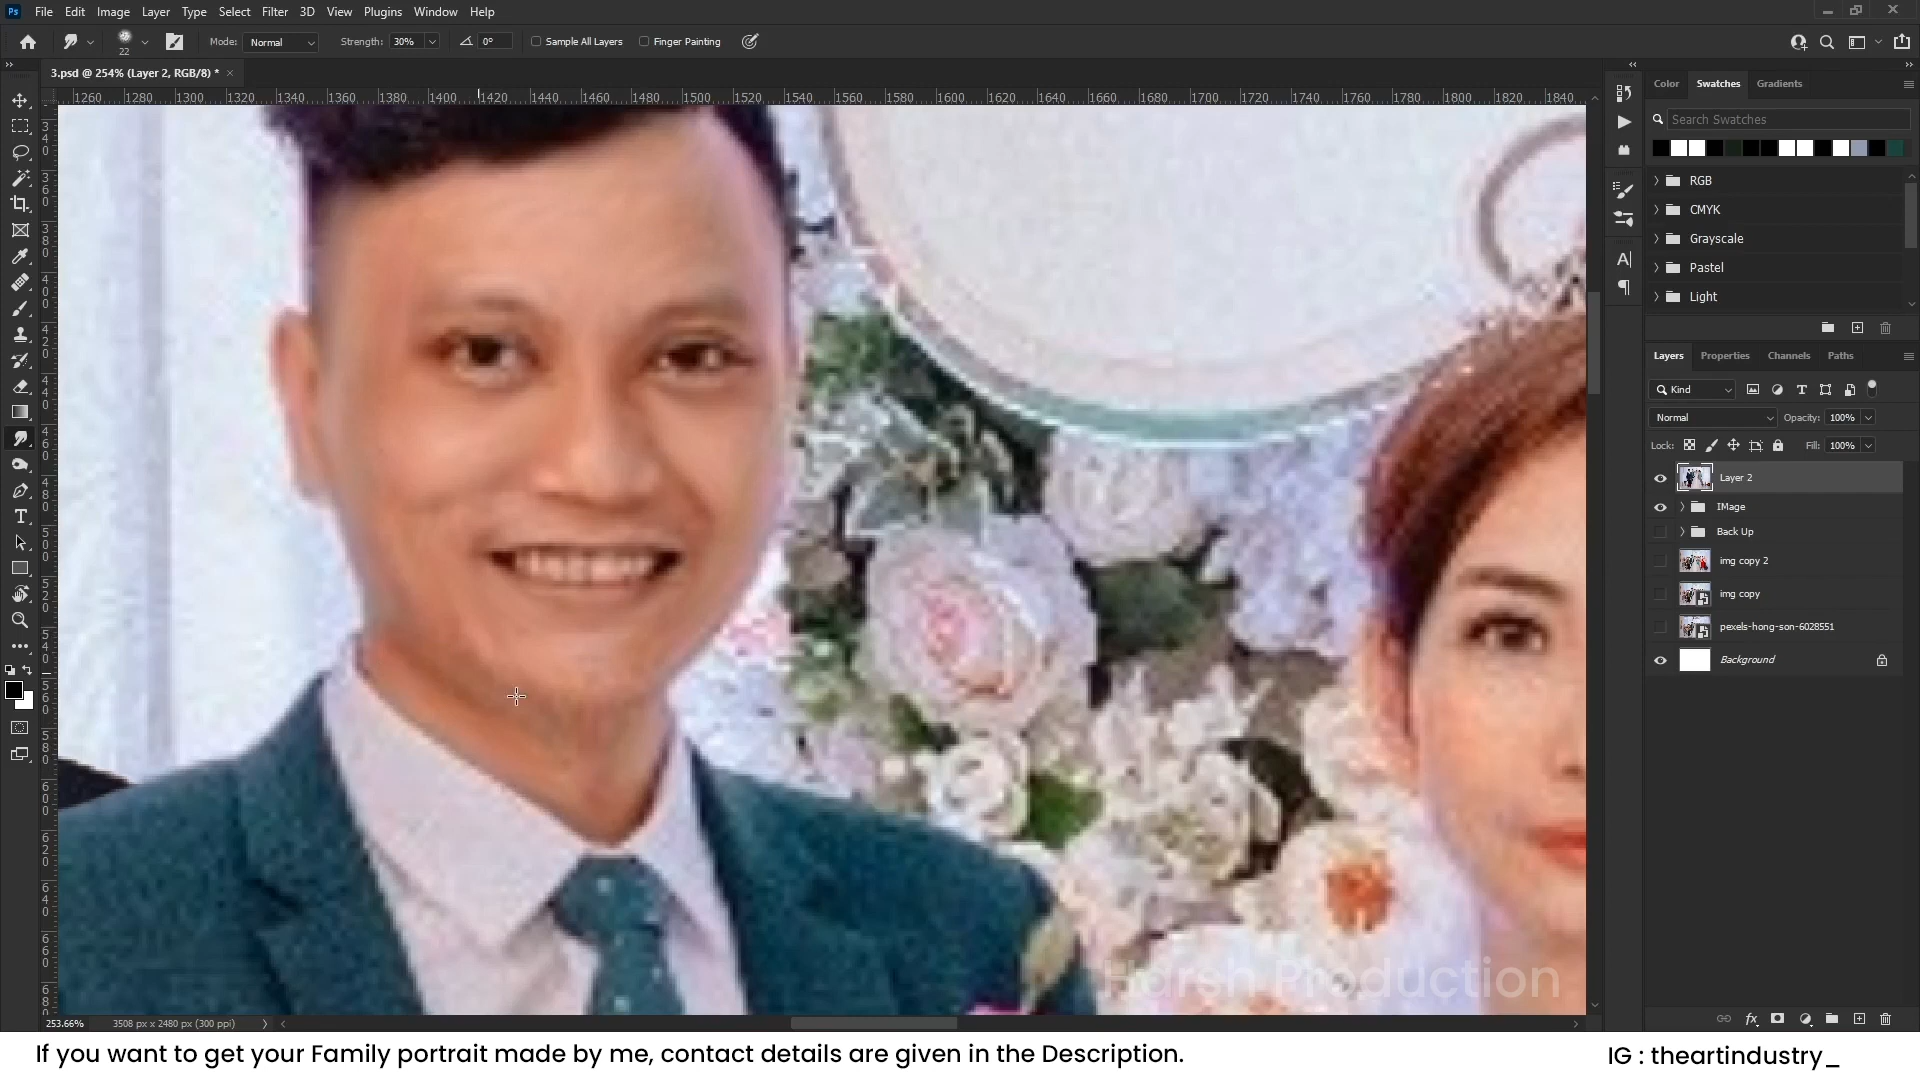 Ps File Edit Image Layer Type Select Filter 3D View Plugins Window Help
22 Mode: Normal Strength: 30% 0° Sample All Layers Finger Painting
3.psd @ 254% (Layer 2, RGB/8) * ×
1260 1280 1300 1320 1340 1360 1380 1400 1420 1440 1460 1480 1500 1520 1540 1560 1580 1600 1620 1640 1660 1680 1700 1720 1740 1760 1780 1800 1820 1840
Color Swatches Gradients
Search Swatches
RGB
CMYK
Grayscale
Pastel
Light
Layers Properties Channels Paths
Kind
Normal Opacity: 100%
Lock: Fill: 100%
Layer 2
IMage
Back Up
img copy 2
img copy
pexels-hong-son-6028551
Background
Harsh Production
253.66% 3508 px x 2480 px (300 ppi)
If you want to get your Family portrait made by me, contact details are given in the Description.
IG : theartindustry_